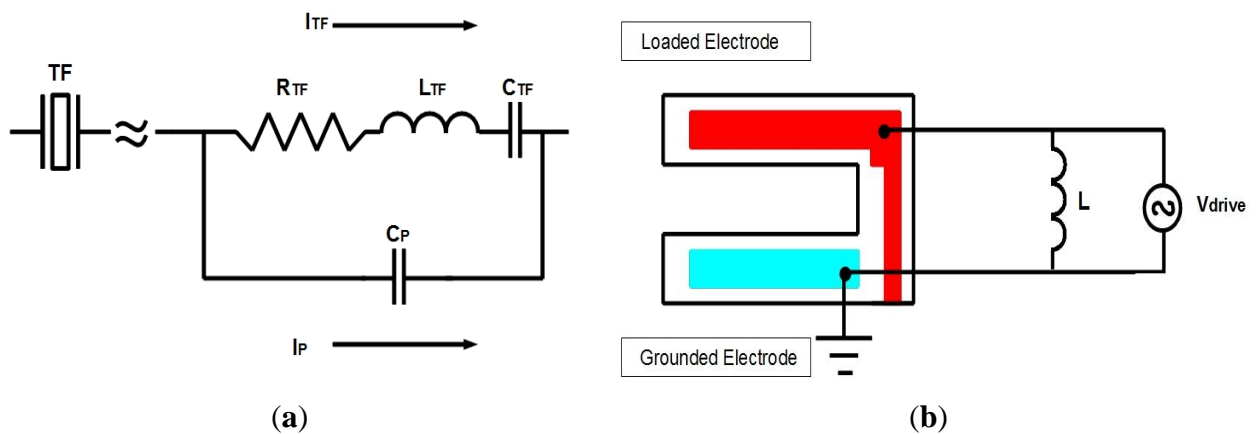 ITF
TF
RTF
LTF
CTF
CP
IP
(a)
Loaded Electrode
L
Vdrive
Grounded Electrode
(b)